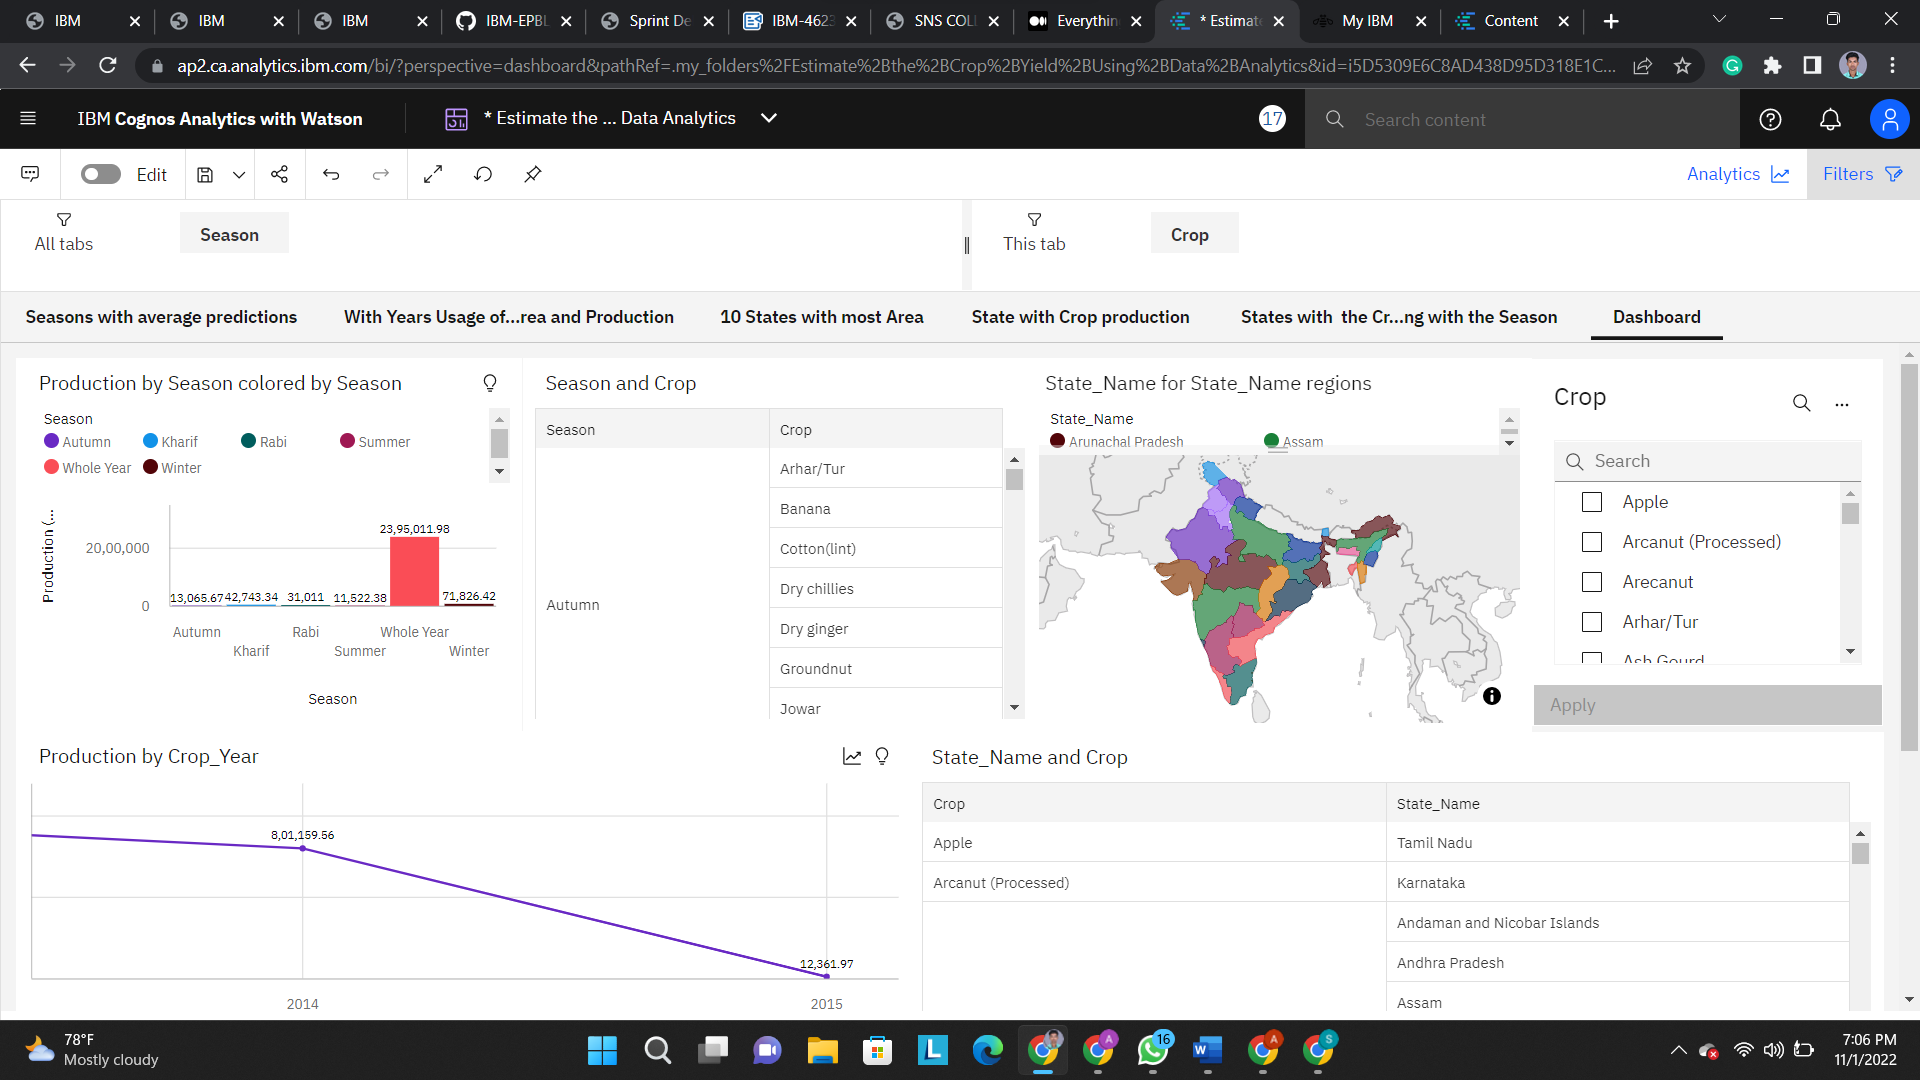 IBM
IBM
IBM
IBM-EPBL
Sprint De
IBM-4623
SNS COLL
Everythin
* Estimate
My IBM
Content
ap2.ca.analytics.ibm.com/bi/?perspective=dashboard&pathRef=.my_folders%2FEstimate%2Bthe%2BCrop%2BYield%2BUsing%2BData%2BAnalytics&id=i5D5309E6C8AD438D95D318E1C...
IBM Cognos Analytics with Watson
* Estimate the ... Data Analytics
17
Search content
Edit
Analytics
Filters
All tabs
Season
This tab
Crop
Seasons with average predictions
With Years Usage of...rea and Production
10 States with most Area
State with Crop production
States with the Cr...ng with the Season
Dashboard
Production by Season colored by Season
Season
Autumn
Kharif
Rabi
Summer
Whole Year
Winter
Production (...
20,00,000
0
13,065.67
42,743.34
31,011
11,522.38
23,95,011.98
71,826.42
Autumn
Kharif
Rabi
Summer
Whole Year
Winter
Season
Season and Crop
Season
Crop
Autumn
Arhar/Tur
Banana
Cotton(lint)
Dry chillies
Dry ginger
Groundnut
Jowar
State_Name for State_Name regions
State_Name
Arunachal Pradesh
Assam
Crop
Search
Apple
Arcanut (Processed)
Arecanut
Arhar/Tur
Ash Gourd
Apply
Production by Crop_Year
8,01,159.56
12,361.97
2014
2015
State_Name and Crop
Crop
State_Name
Apple
Tamil Nadu
Arcanut (Processed)
Karnataka
Andaman and Nicobar Islands
Andhra Pradesh
Assam
78°F
Mostly cloudy
L
A
16
W
A
S
7:06 PM
11/1/2022